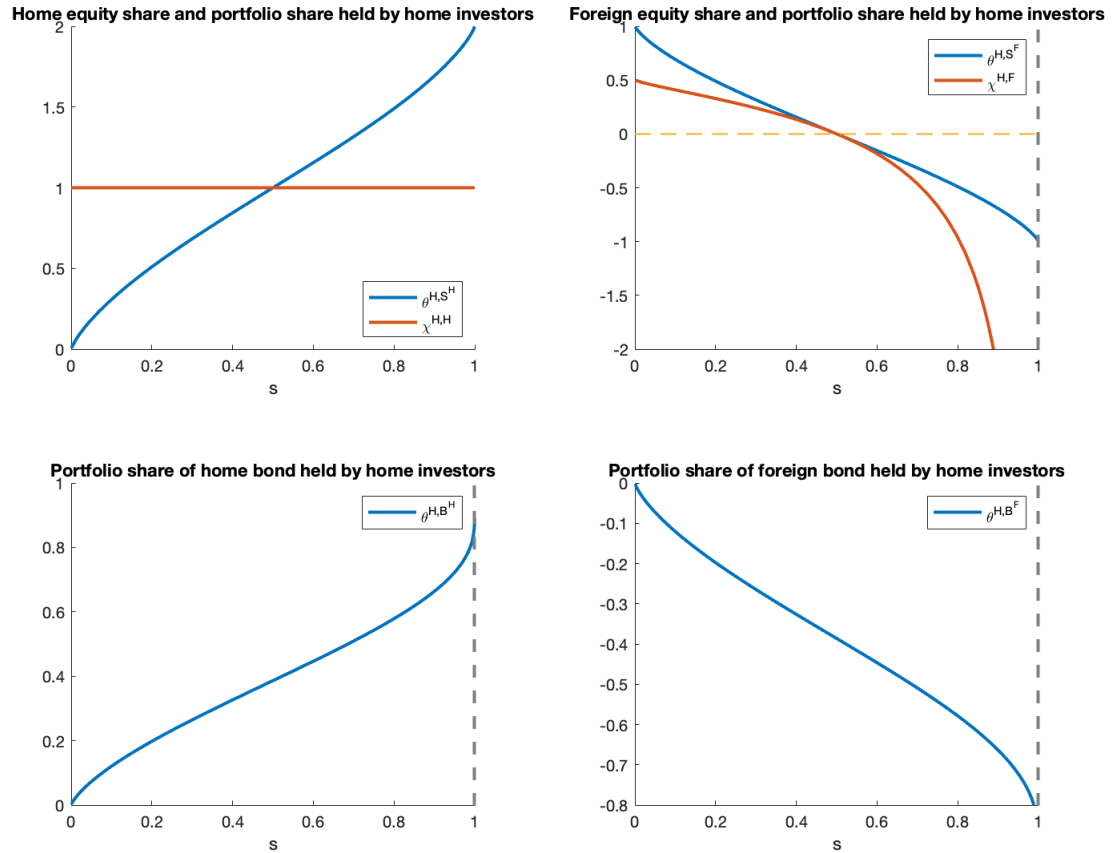 Home equity share and portfolio share held by home investors
2
1.5
1
0.5
0
θ^H,S^H
χ^H,H
0 0.2 0.4 0.6 0.8 1
s
Foreign equity share and portfolio share held by home investors
1
0.5
0
-0.5
-1
-1.5
-2
θ^H,S^F
χ^H,F
0 0.2 0.4 0.6 0.8 1
s
Portfolio share of home bond held by home investors
1
0.8
0.6
0.4
0.2
0
θ^H,B^H
0 0.2 0.4 0.6 0.8 1
s
Portfolio share of foreign bond held by home investors
0
-0.1
-0.2
-0.3
-0.4
-0.5
-0.6
-0.7
-0.8
θ^H,B^F
0 0.2 0.4 0.6 0.8 1
s